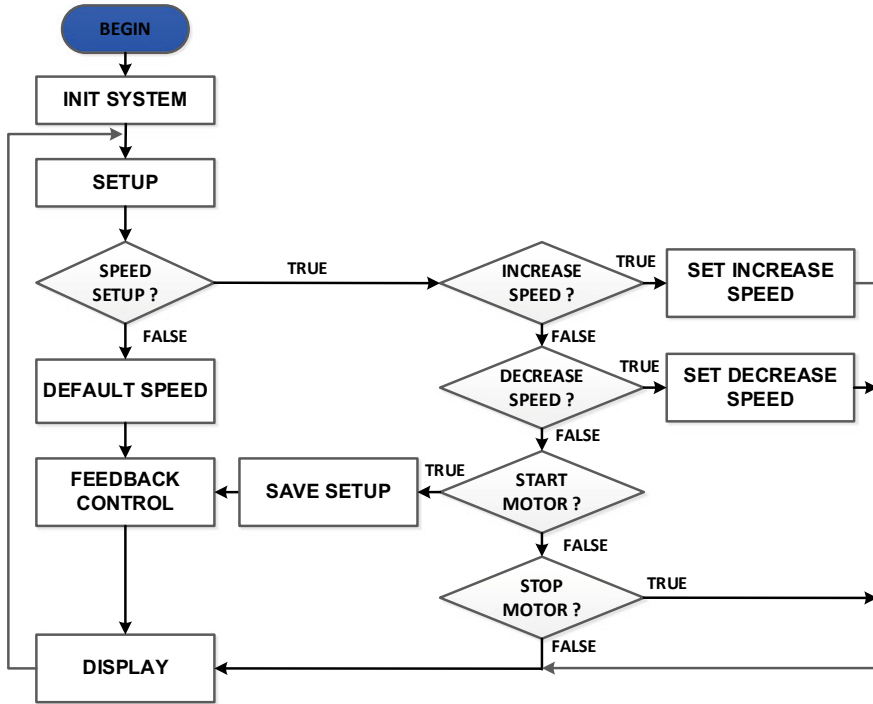 BEGIN
INIT SYSTEM
SETUP
SPEED
SETUP ?
TRUE
INCREASE
SPEED ?
TRUE
SET INCREASE
SPEED
FALSE
FALSE
DEFAULT SPEED
DECREASE
SPEED ?
TRUE
SET DECREASE
SPEED
FALSE
FEEDBACK
CONTROL
SAVE SETUP
TRUE
START
MOTOR ?
FALSE
STOP
MOTOR ?
TRUE
FALSE
DISPLAY